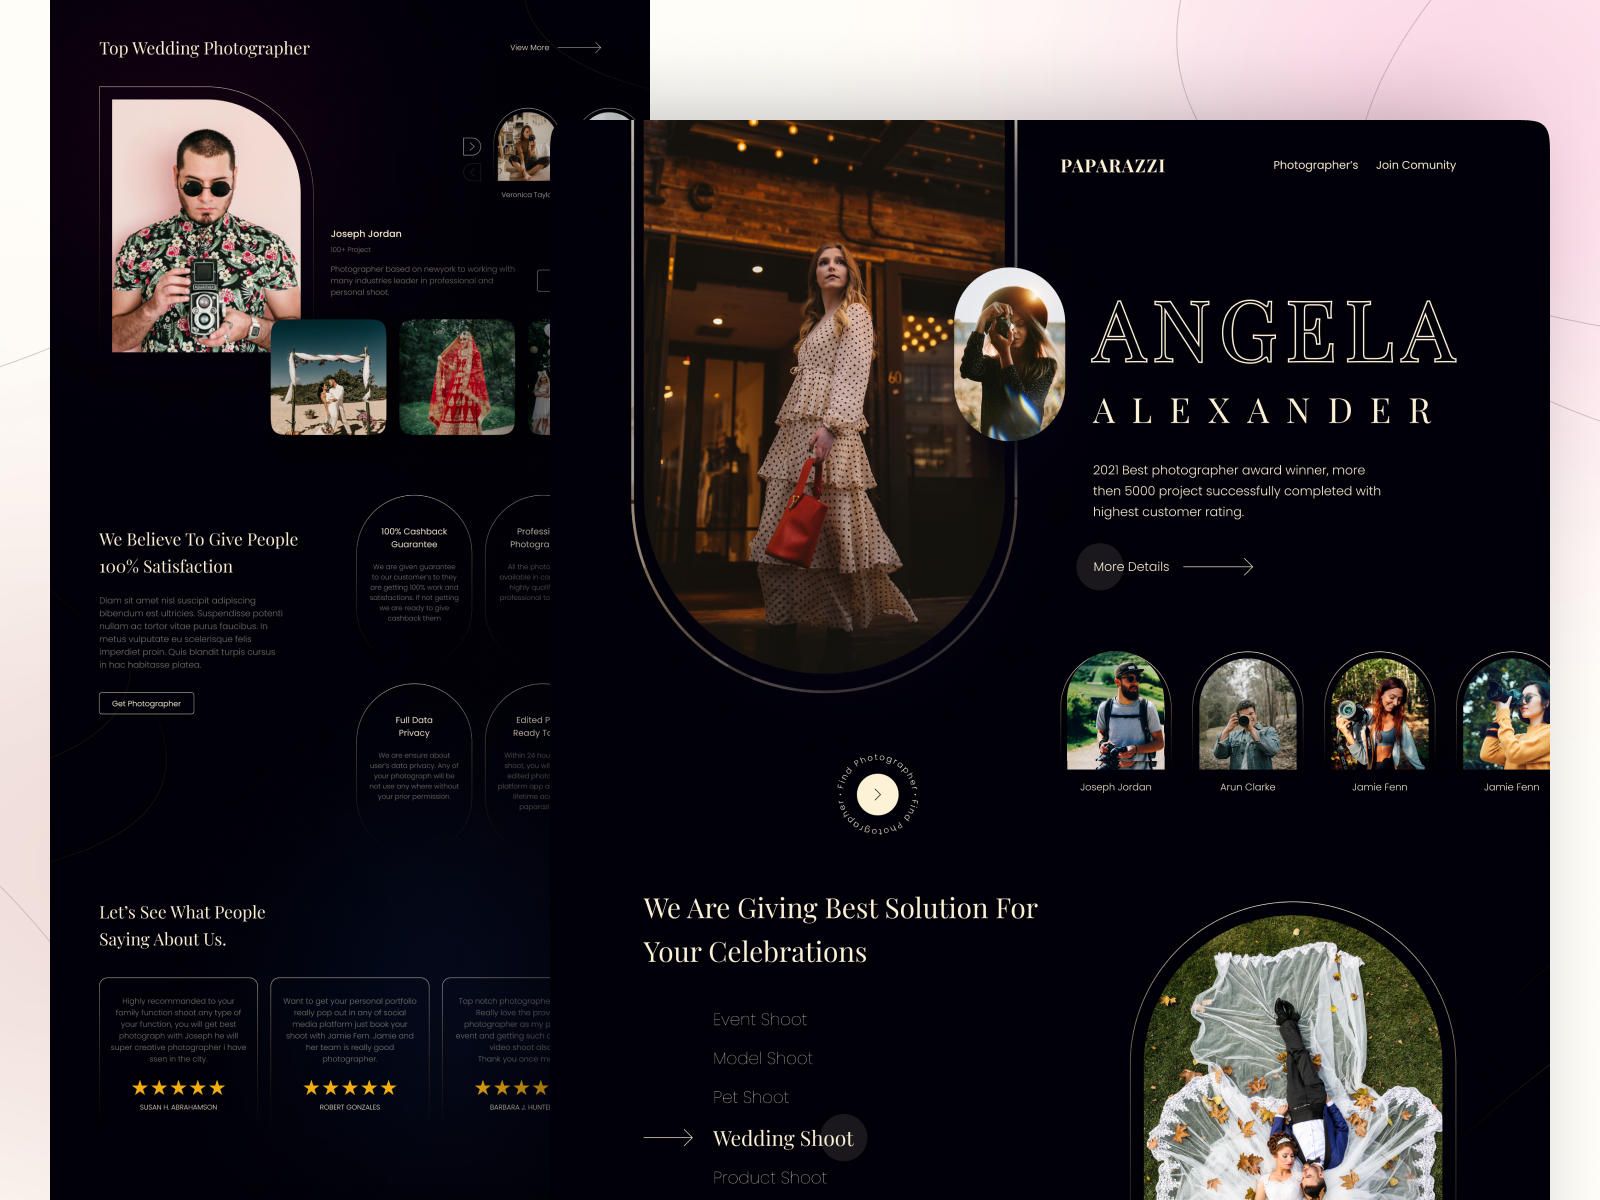 Top Wedding Photographer
View More
Joseph Jordan
100+ Project
Photographer based on newyork to working with
many industries leader in professional and
personal shoot.
Veronica
We Believe To Give People
100% Satisfaction
Diam sit amet nisl suscipit adipiscing
bibendum est ultricies. Suspendisse potenti
nullam ac tortor vitae purus faucibus. In
metus vulputate eu scelerisque felis
imperdiet proin. Quis blandit turpis cursus
in hac habitasse platea.
Get Photographer
100% Cashback
Guarantee
We are given guarantee
to our customer's to they
are getting 100% work and
satisfactions. if not getting
we are ready to give
cashback them
Professi
Photogra
All the photo
available in co
highly qualif
professional to
Full Data
Privacy
We are ensure about
user's data privacy. Any of
your photograph will be
not use any where without
your prior permission.
Edited P
Ready To
Within 24 hou
shoot, you wil
edited photo
platform app a
lifetime acc
paparazi
Let's See What People
Saying About Us.
Highly recommanded to your
family function shoot any type of
your function, you will get best
photograph with Joseph he will
super creative photographer i have
ssen in the city.
SUSAN H. ABRAHAMSON
Want to get your personal portfolio
really pop out in any of social
media platform just book your
shoot with Jamie Fern. Jamie and
her team is really good
photographer.
ROBERT GONZALES
Top notch photographe
Really love the prov
photographer as my p
event and getting such
video shoot also
Thank you once m
BARBARA J. HUNTE
PAPARAZZI
Photographer's
Join Comunity
60
ANGELA
ALEXANDER
2021 Best photographer award winner, more
then 5000 project successfully completed with
highest customer rating.
More Details
Joseph Jordan
Arun Clarke
Jamie Fenn
Jamie Fenn
Find Photographer • Find Photographer •
We Are Giving Best Solution For
Your Celebrations
Event Shoot
Model Shoot
Pet Shoot
Wedding Shoot
Product Shoot